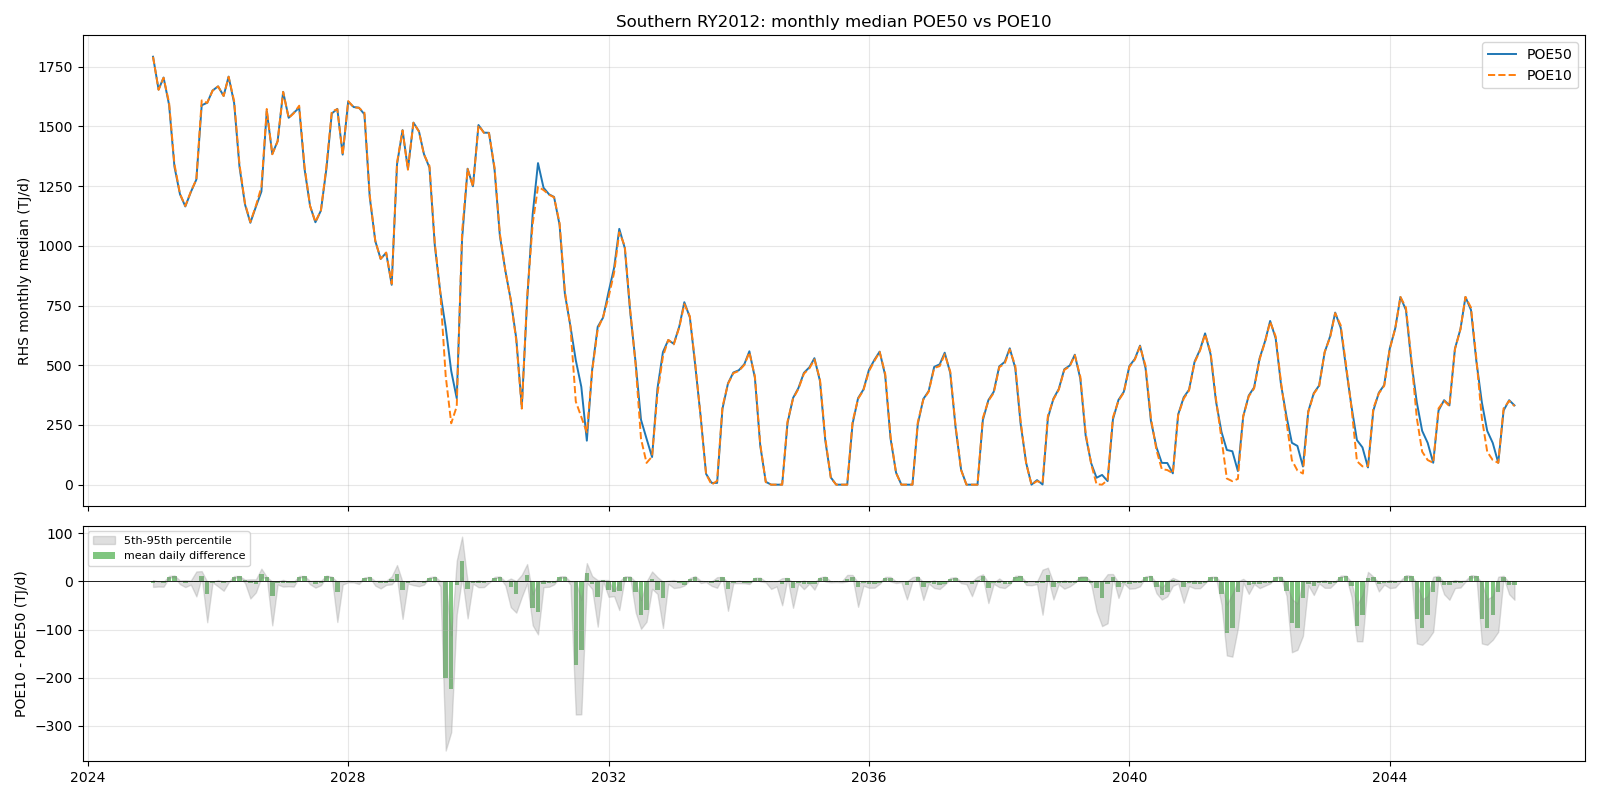 Southern RY2012: monthly median POE50 vs POE10
RHS monthly median (TJ/d)
1750
1500
1250
1000
750
500
250
0
POE50
POE10
POE10 - POE50 (TJ/d)
100
0
−100
−200
−300
5th-95th percentile
mean daily difference
2024
2028
2032
2036
2040
2044